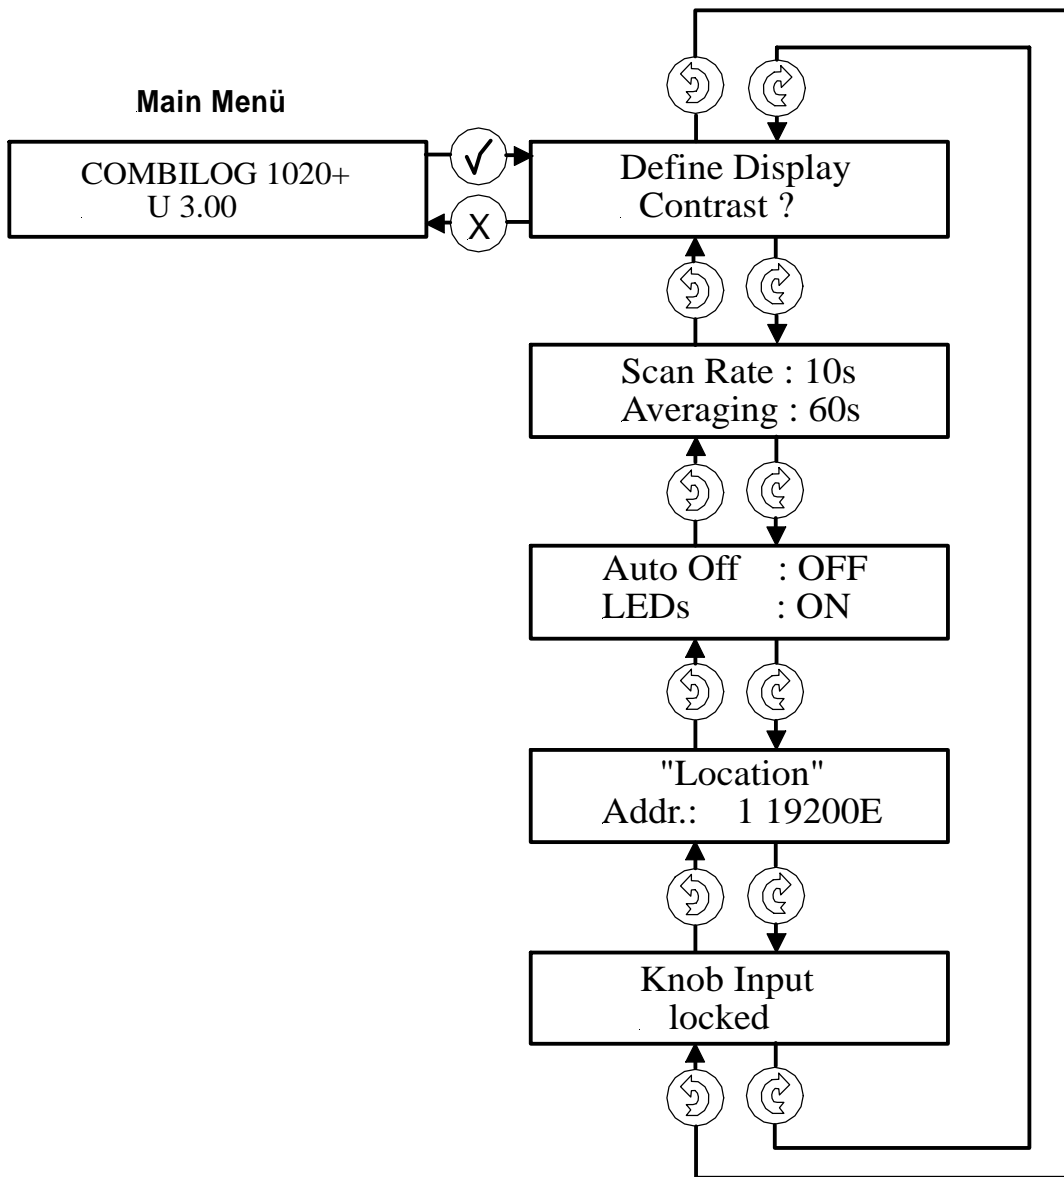 Main Menü
COMBILOG 1020+
U 3.00
X
Define Display
Contrast ?
Scan Rate : 10s
Averaging : 60s
Auto Off : OFF
LEDs : ON
"Location"
Addr.: 1 19200E
Knob Input
locked